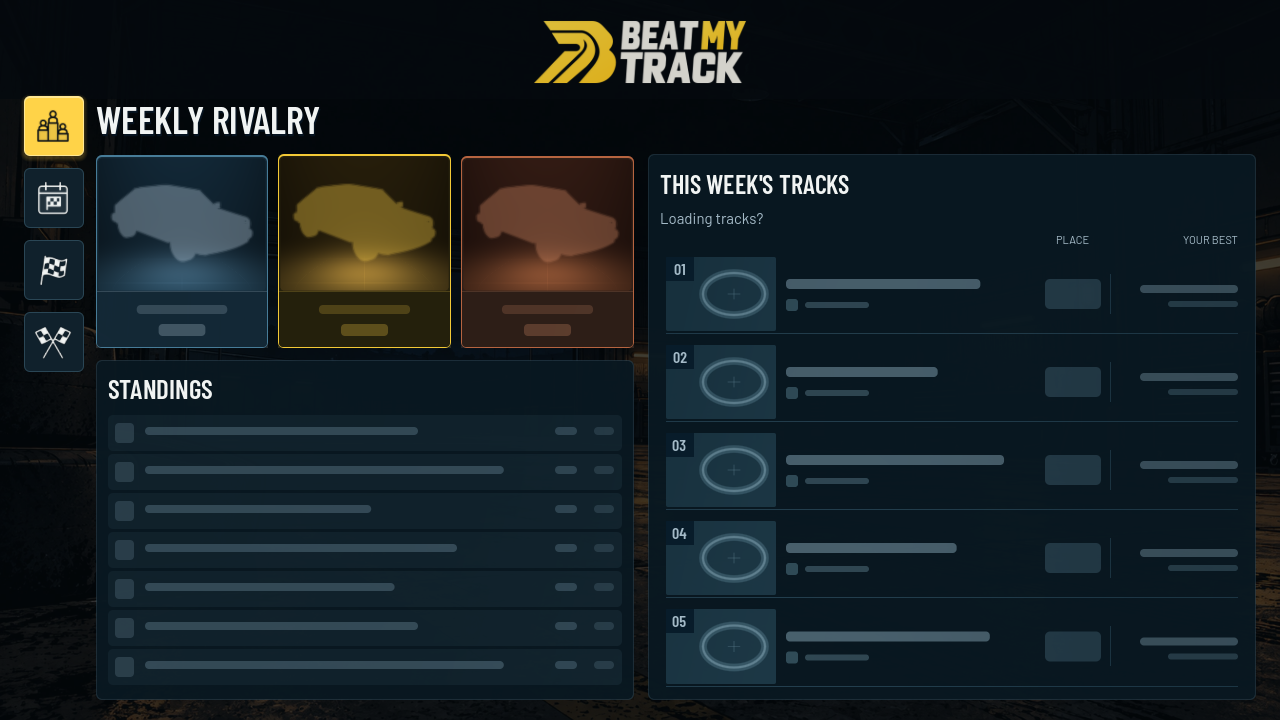 BEAT MY
TRACK
WEEKLY RIVALRY
THIS WEEK'S TRACKS
Loading tracks?
PLACE
YOUR BEST
01
02
03
04
05
STANDINGS